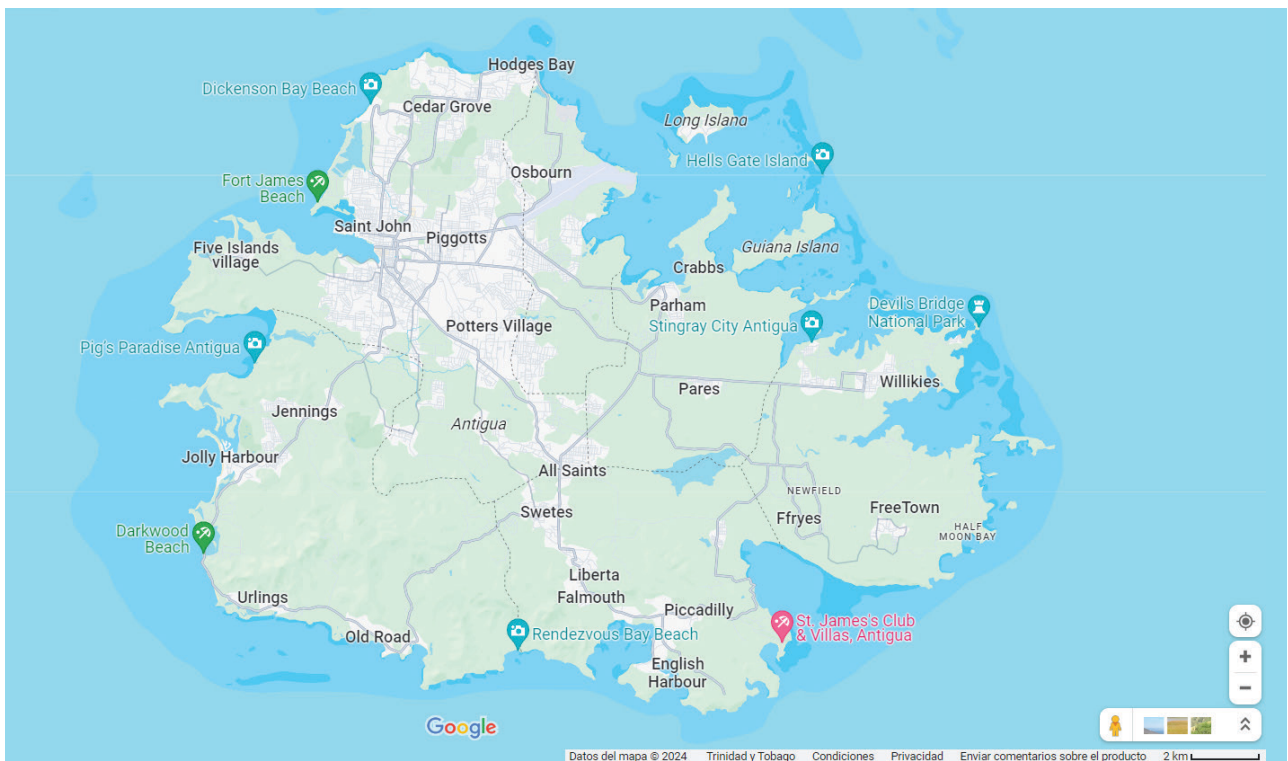 Hodges Bay
Dickenson Bay Beach
Cedar Grove
Long Island
Hells Gate Island
Osbourn
Fort James
Beach
Saint John
Piggotts
Five Islands
village
Guiana Island
Crabbs
Parham
Devil's Bridge
National Park
Potters Village
Stingray City Antigua
Pig's Paradise Antigua
Pares
Willikies
Jennings
Antigua
Jolly Harbour
All Saints
NEWFIELD
Swetes
Ffryes
FreeTown
HALF
MOON BAY
Darkwood
Beach
Liberta
Urlings
Falmouth
Piccadilly
St. James's Club
& Villas, Antigua
Old Road
Rendezvous Bay Beach
English
Harbour
Google
Datos del mapa © 2024 Trinidad y Tobago Condiciones Privacidad Enviar comentarios sobre el producto 2 km